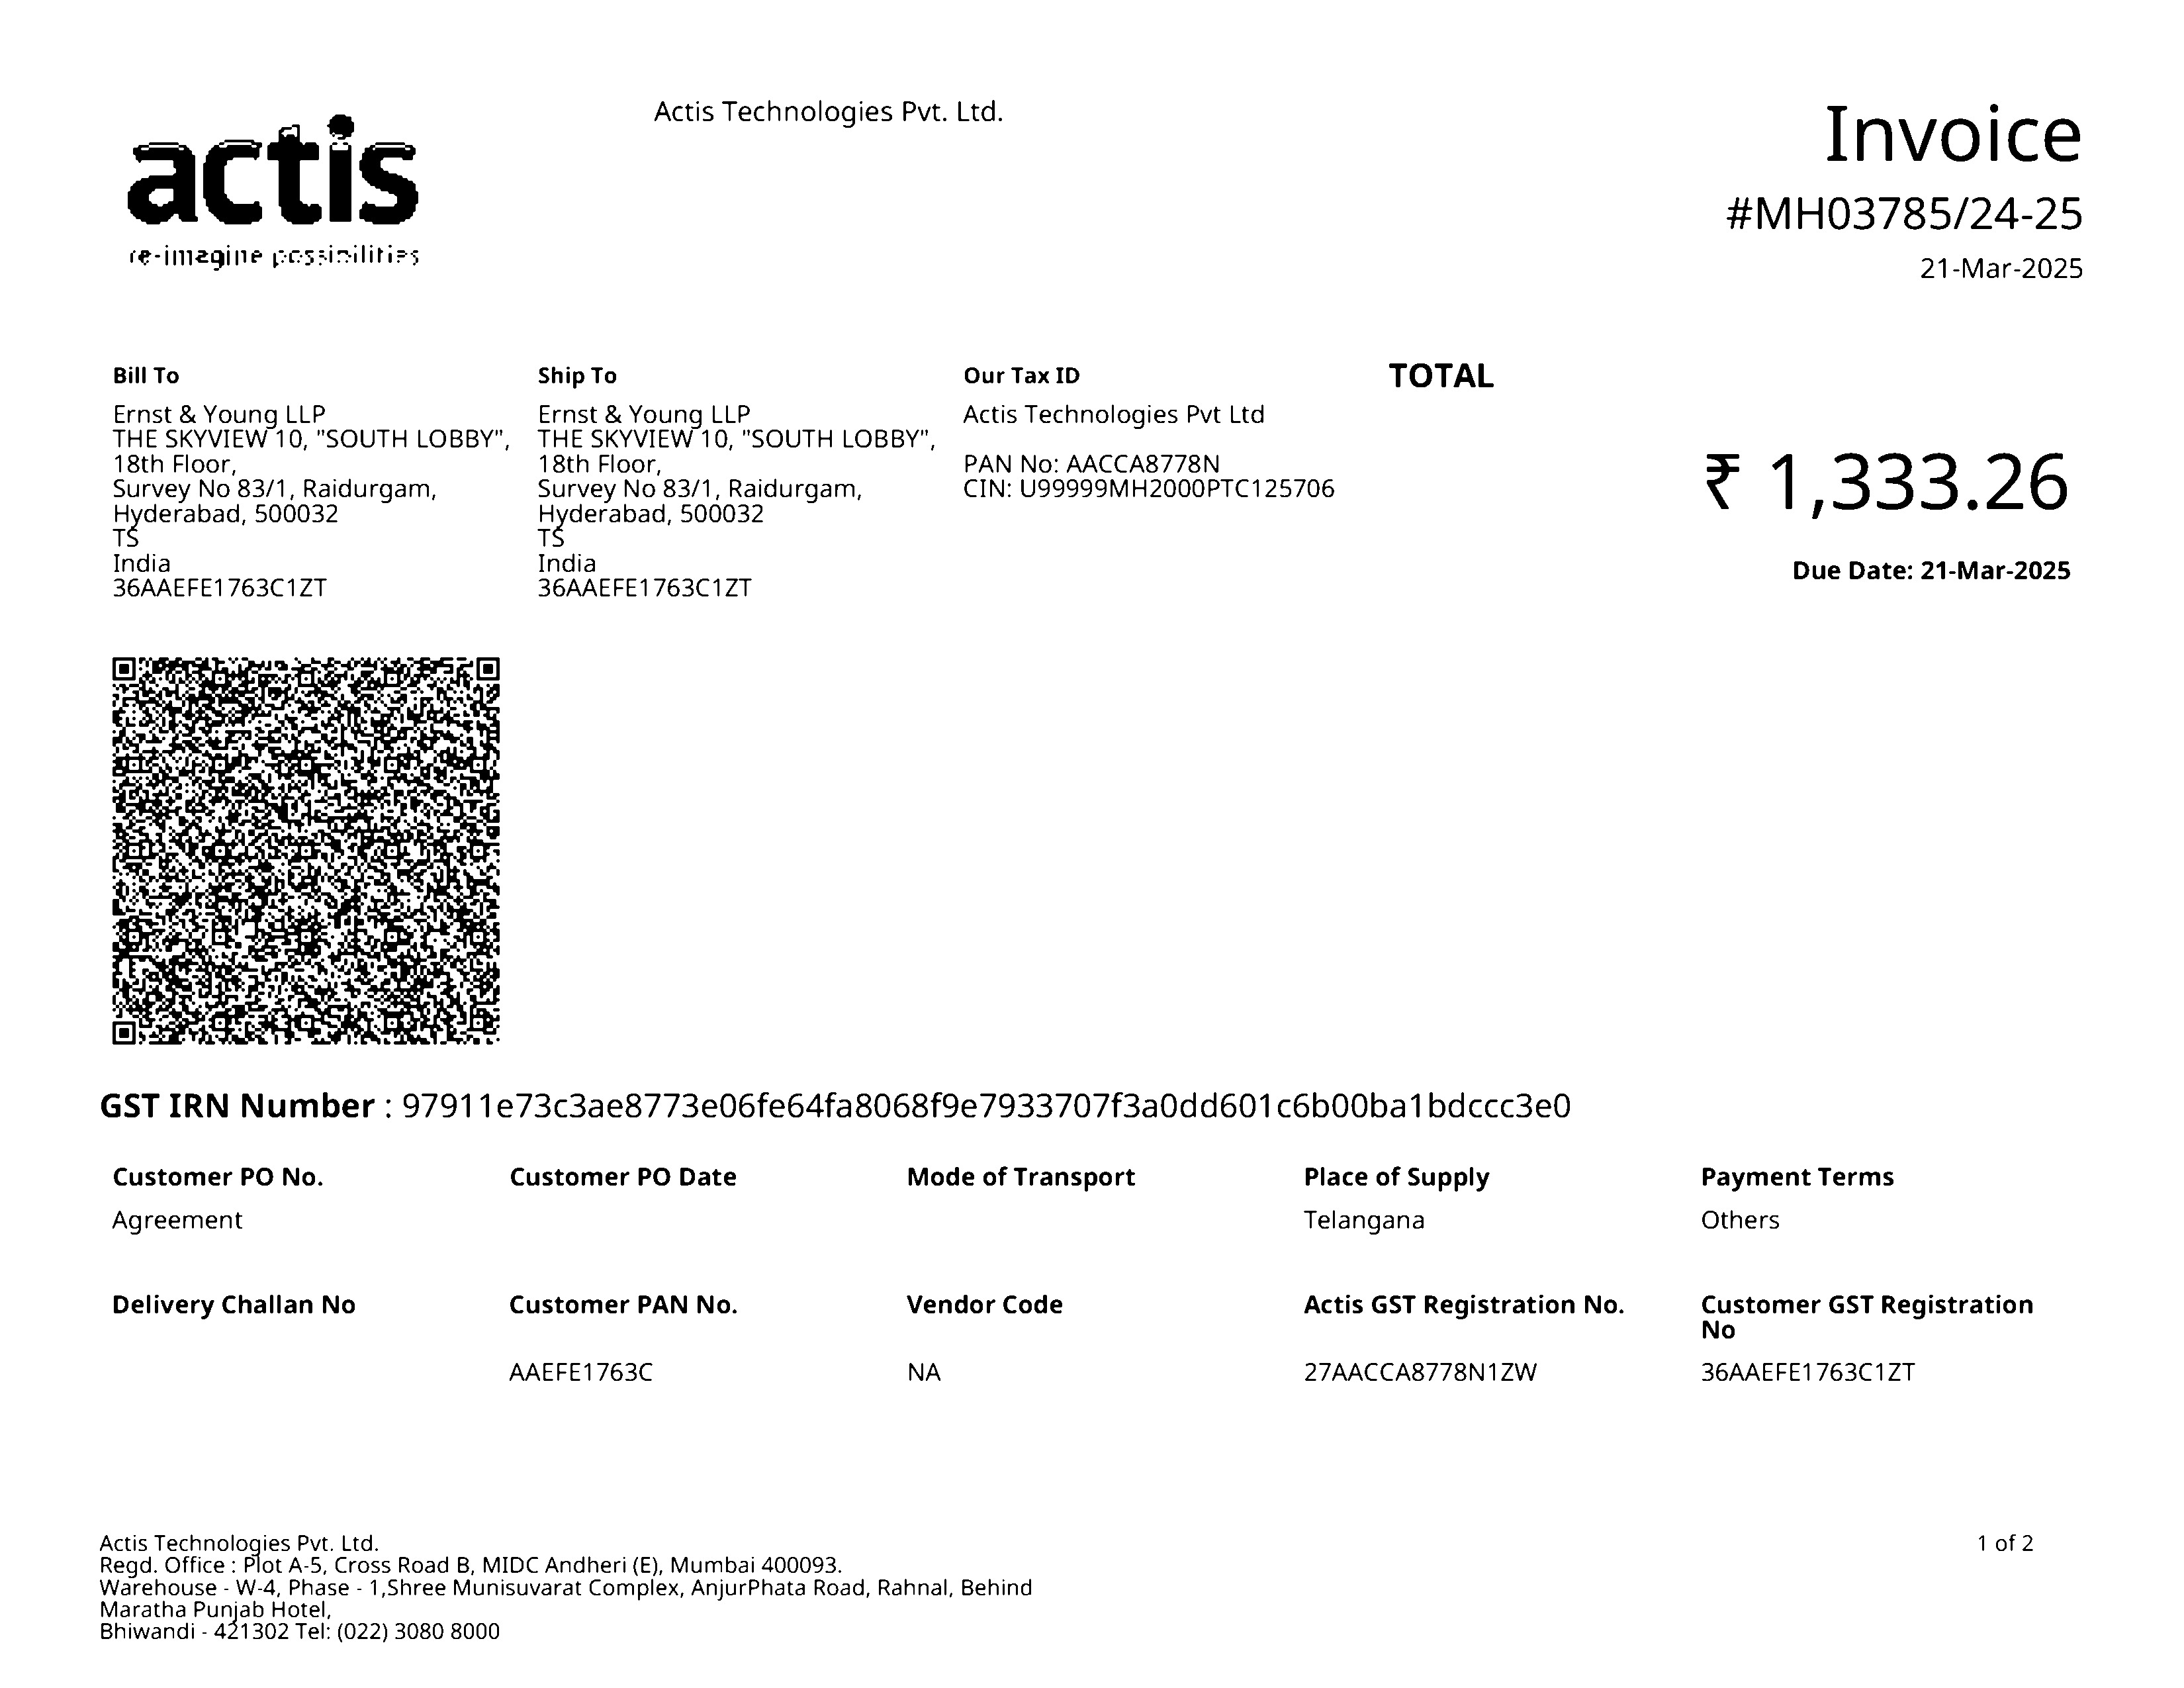 actis
re-imagine possibilities
Actis Technologies Pvt. Ltd.
Invoice
#MH03785/24-25
21-Mar-2025
Bill To
Ernst & Young LLP
THE SKYVIEW 10, "SOUTH LOBBY",
18th Floor,
Survey No 83/1, Raidurgam,
Hyderabad, 500032
TS
India
36AAEFE1763C1ZT
Ship To
Ernst & Young LLP
THE SKYVIEW 10, "SOUTH LOBBY",
18th Floor,
Survey No 83/1, Raidurgam,
Hyderabad, 500032
TS
India
36AAEFE1763C1ZT
Our Tax ID
Actis Technologies Pvt Ltd
PAN No: AACCA8778N
CIN: U99999MH2000PTC125706
TOTAL
₹ 1,333.26
Due Date: 21-Mar-2025
GST IRN Number : 97911e73c3ae8773e06fe64fa8068f9e7933707f3a0dd601c6b00ba1bdccc3e0
Customer PO No. Customer PO Date Mode of Transport Place of Supply Payment Terms
Agreement Telangana Others
Delivery Challan No Customer PAN No. Vendor Code Actis GST Registration No. Customer GST Registration
No
AAEFE1763C NA 27AACCA8778N1ZW 36AAEFE1763C1ZT
Actis Technologies Pvt. Ltd. 1 of 2
Regd. Office : Plot A-5, Cross Road B, MIDC Andheri (E), Mumbai 400093.
Warehouse - W-4, Phase - 1,Shree Munisuvarat Complex, AnjurPhata Road, Rahnal, Behind
Maratha Punjab Hotel,
Bhiwandi - 421302 Tel: (022) 3080 8000